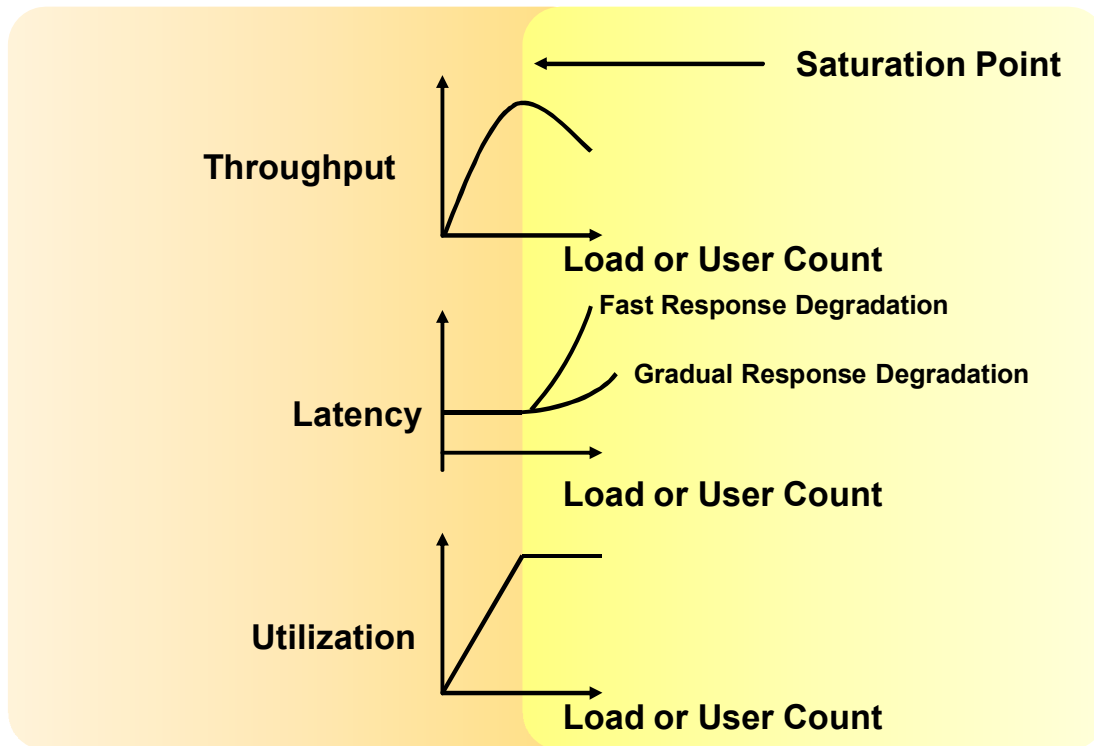 Saturation Point
Throughput
Load or User Count
Fast Response Degradation
Gradual Response Degradation
Latency
Load or User Count
Utilization
Load or User Count